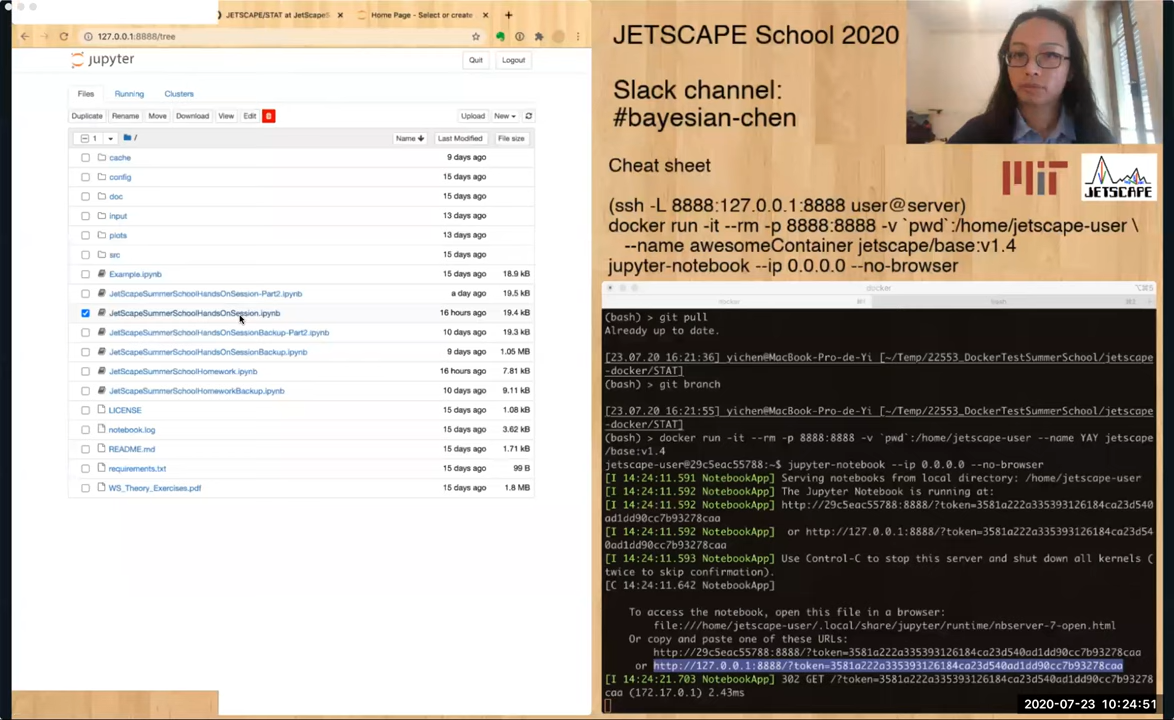 JETSCAPE/STAT at JetScapeS
Home Page - Select or create
127.0.0.1:8888/tree
jupyter
Quit
Logout
Files
Running
Clusters
Duplicate
Rename
Move
Download
View
Edit
Upload
New
1
/
Name
Last Modified
File size
cache
9 days ago
config
15 days ago
doc
15 days ago
input
13 days ago
plots
13 days ago
src
15 days ago
Example.ipynb
15 days ago
18.9 kB
JetScapeSummerSchoolHandsOnSession-Part2.ipynb
a day ago
19.5 kB
JetScapeSummerSchoolHandsOnSession.ipynb
16 hours ago
19.4 kB
JetScapeSummerSchoolHandsOnSessionBackup-Part2.ipynb
10 days ago
19.3 kB
JetScapeSummerSchoolHandsOnSessionBackup.ipynb
9 days ago
1.05 MB
JetScapeSummerSchoolHomework.ipynb
16 hours ago
7.81 kB
JetScapeSummerSchoolHomeworkBackup.ipynb
10 days ago
9.11 kB
LICENSE
15 days ago
1.08 kB
notebook.log
15 days ago
3.62 kB
README.md
15 days ago
1.71 kB
requirements.txt
15 days ago
99 B
WS_Theory_Exercises.pdf
15 days ago
1.8 MB
JETSCAPE School 2020
Slack channel:
#bayesian-chen
Cheat sheet
MIT
JETSCAPE
(ssh -L 8888:127.0.0.1:8888 user@server)
docker run -it --rm -p 8888:8888 -v `pwd`:/home/jetscape-user \
--name awesomeContainer jetscape/base:v1.4
jupyter-notebook --ip 0.0.0.0 --no-browser
docker
docker
bash
(bash) > git pull
Already up to date.
[23.07.20 16:21:36] yichen@MacBook-Pro-de-Yi [~/Temp/22553_DockerTestSummerSchool/jetscape
-docker/STAT]
(bash) > git branch
[23.07.20 16:21:55] yichen@MacBook-Pro-de-Yi [~/Temp/22553_DockerTestSummerSchool/jetscape
-docker/STAT]
(bash) > docker run -it --rm -p 8888:8888 -v `pwd`:/home/jetscape-user --name YAY jetscape
/base:v1.4
jetscape-user@29c5eac55788:~$ jupyter-notebook --ip 0.0.0.0 --no-browser
[I 14:24:11.591 NotebookApp] Serving notebooks from local directory: /home/jetscape-user
[I 14:24:11.592 NotebookApp] The Jupyter Notebook is running at:
[I 14:24:11.592 NotebookApp] http://29c5eac55788:8888/?token=3581a222a335393126184ca23d540
ad1dd90cc7b93278caa
[I 14:24:11.592 NotebookApp]  or http://127.0.0.1:8888/?token=3581a222a335393126184ca23d54
0ad1dd90cc7b93278caa
[I 14:24:11.593 NotebookApp] Use Control-C to stop this server and shut down all kernels (
twice to skip confirmation).
[C 14:24:11.642 NotebookApp]
To access the notebook, open this file in a browser:
file:///home/jetscape-user/.local/share/jupyter/runtime/nbserver-7-open.html
Or copy and paste one of these URLs:
http://29c5eac55788:8888/?token=3581a222a335393126184ca23d540ad1dd90cc7b93278caa
or http://127.0.0.1:8888/?token=3581a222a335393126184ca23d540ad1dd90cc7b93278caa
[I 14:24:21.703 NotebookApp] 302 GET /?token=3581a222a335393126184ca23d540ad1dd90cc7b93278
caa (172.17.0.1) 2.43ms
2020-07-23 10:24:51